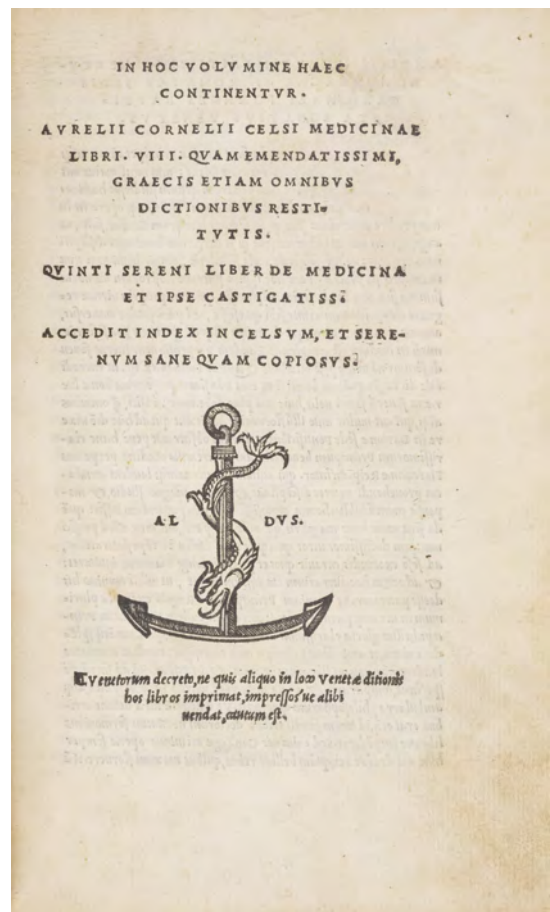 IN HOC VOLVMINE HAEC
CONTINENTVR.
AVRELII CORNELII CELSI MEDICINAE
LIBRI. VIII. QVAM EMENDATISSIMI,
GRAECIS ETIAM OMNIBVS
DICTIONIBVS RESTI=
TVTIS.
QVINTI SERENI LIBER DE MEDICINA
ET IPSE CASTIGATISS.
ACCEDIT INDEX IN CELSVM, ET SERE-
NVM SANE QVAM COPIOSVS.
AL DVS.
Et Venetorum decreto, ne quis aliquo in loco Venetæ ditionis
hos libros imprimat, impressos ue alibi
uendat, cautum est.